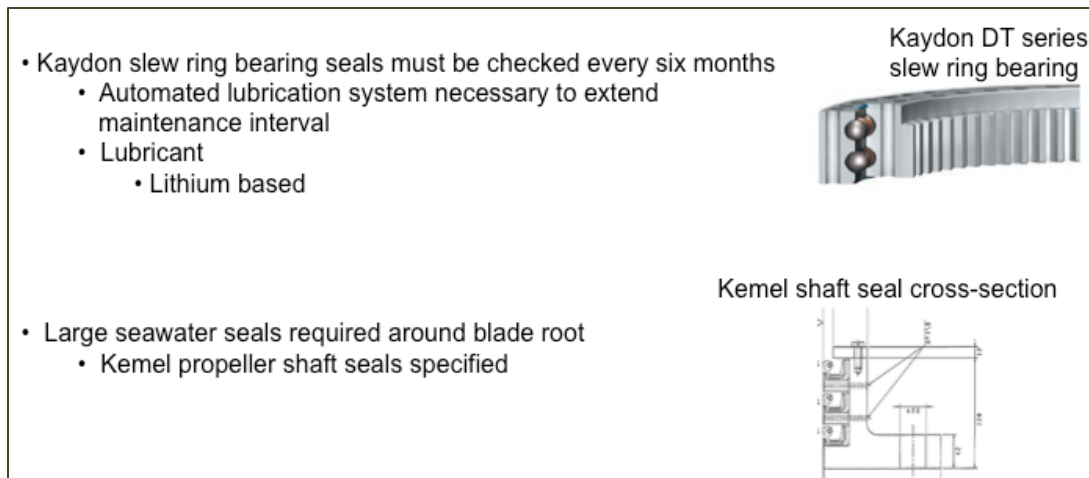 Kaydon DT series
slew ring bearing
• Kaydon slew ring bearing seals must be checked every six months
• Automated lubrication system necessary to extend
maintenance interval
• Lubricant
• Lithium based
Kemel shaft seal cross-section
• Large seawater seals required around blade root
• Kemel propeller shaft seals specified